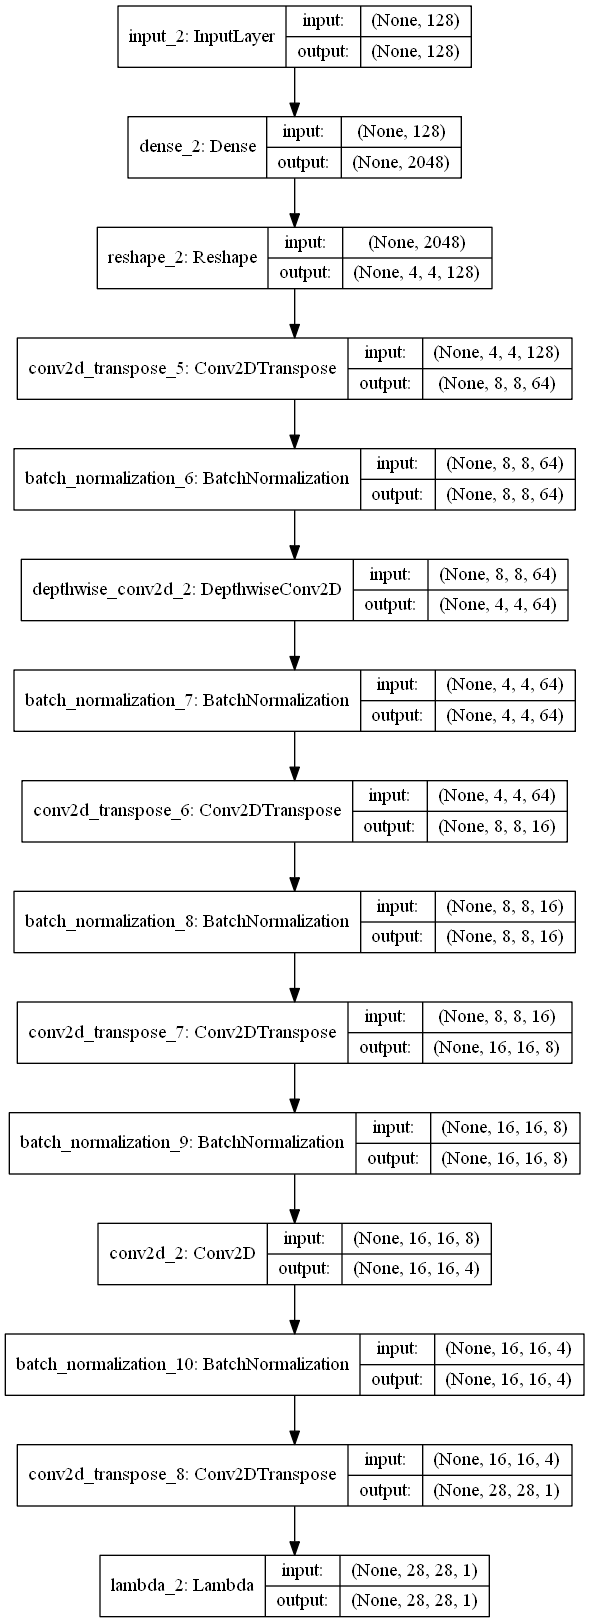 input_2: InputLayer
input: (None, 128)
output: (None, 128)
dense_2: Dense
input: (None, 128)
output: (None, 2048)
reshape_2: Reshape
input: (None, 2048)
output: (None, 4, 4, 128)
conv2d_transpose_5: Conv2DTranspose
input: (None, 4, 4, 128)
output: (None, 8, 8, 64)
batch_normalization_6: BatchNormalization
input: (None, 8, 8, 64)
output: (None, 8, 8, 64)
depthwise_conv2d_2: DepthwiseConv2D
input: (None, 8, 8, 64)
output: (None, 4, 4, 64)
batch_normalization_7: BatchNormalization
input: (None, 4, 4, 64)
output: (None, 4, 4, 64)
conv2d_transpose_6: Conv2DTranspose
input: (None, 4, 4, 64)
output: (None, 8, 8, 16)
batch_normalization_8: BatchNormalization
input: (None, 8, 8, 16)
output: (None, 8, 8, 16)
conv2d_transpose_7: Conv2DTranspose
input: (None, 8, 8, 16)
output: (None, 16, 16, 8)
batch_normalization_9: BatchNormalization
input: (None, 16, 16, 8)
output: (None, 16, 16, 8)
conv2d_2: Conv2D
input: (None, 16, 16, 8)
output: (None, 16, 16, 4)
batch_normalization_10: BatchNormalization
input: (None, 16, 16, 4)
output: (None, 16, 16, 4)
conv2d_transpose_8: Conv2DTranspose
input: (None, 16, 16, 4)
output: (None, 28, 28, 1)
lambda_2: Lambda
input: (None, 28, 28, 1)
output: (None, 28, 28, 1)